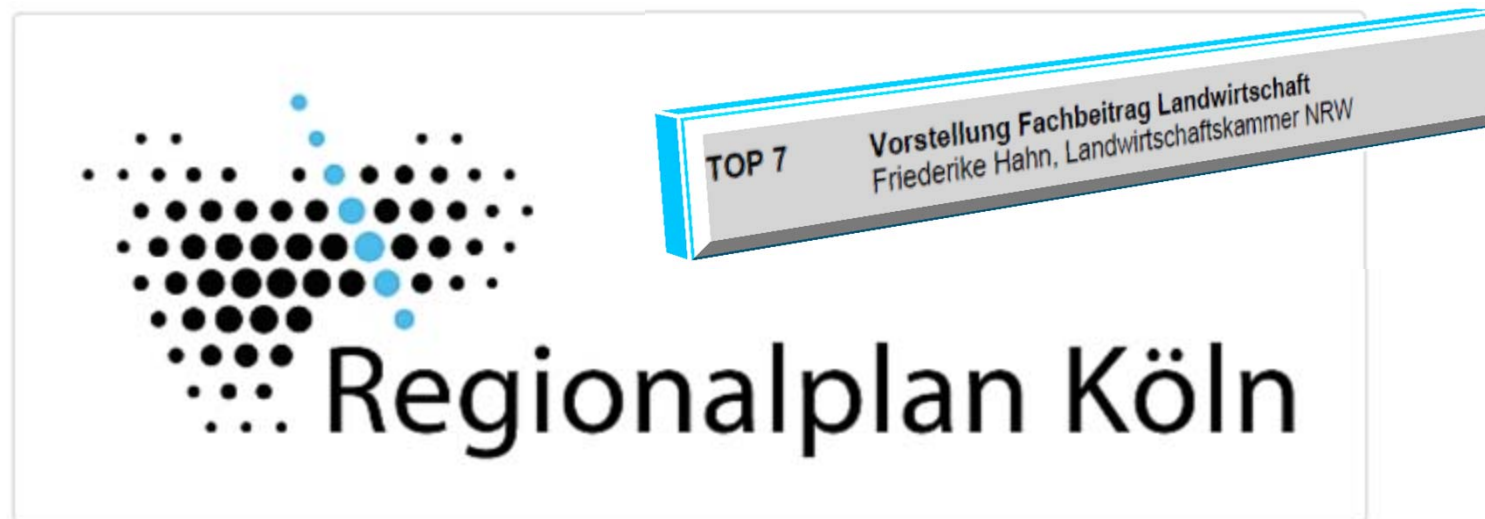 TOP 7 Vorstellung Fachbeitrag Landwirtschaft
Friederike Hahn, Landwirtschaftskammer NRW
Regionalplan Köln